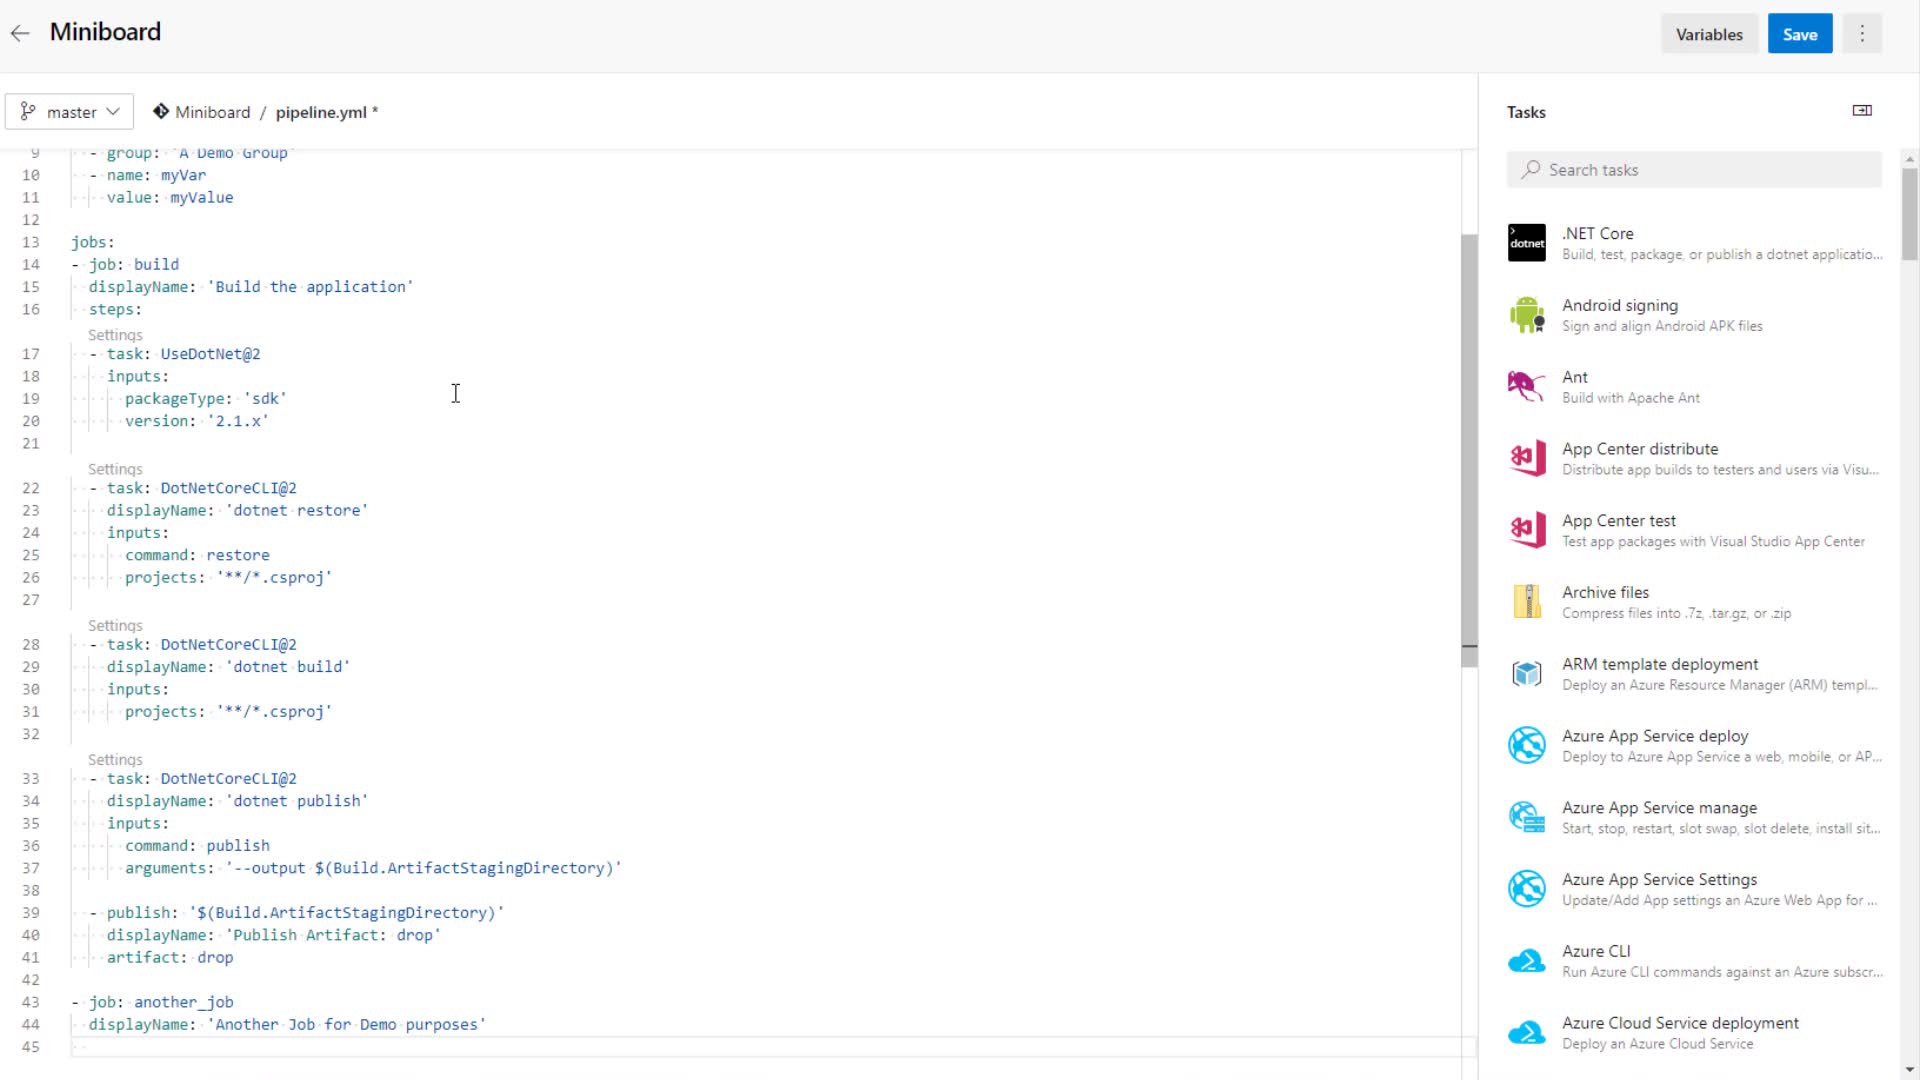 Miniboard
Variables
Save
master
Miniboard / pipeline.yml *
9 - group: 'A Demo Group'
10 - name: myVar
11 value: myValue
12
13 jobs:
14 - job: build
15 displayName: 'Build the application'
16 steps:
Settings
17 - task: UseDotNet@2
18 inputs:
19 packageType: 'sdk'
20 version: '2.1.x'
21
Settings
22 - task: DotNetCoreCLI@2
23 displayName: 'dotnet restore'
24 inputs:
25 command: restore
26 projects: '**/*.csproj'
27
Settings
28 - task: DotNetCoreCLI@2
29 displayName: 'dotnet build'
30 inputs:
31 projects: '**/*.csproj'
32
Settings
33 - task: DotNetCoreCLI@2
34 displayName: 'dotnet publish'
35 inputs:
36 command: publish
37 arguments: '--output $(Build.ArtifactStagingDirectory)'
38
39 - publish: '$(Build.ArtifactStagingDirectory)'
40 displayName: 'Publish Artifact: drop'
41 artifact: drop
42
43 - job: another_job
44 displayName: 'Another Job for Demo purposes'
45
Tasks
Search tasks
dotnet
.NET Core
Build, test, package, or publish a dotnet applicatio...
Android signing
Sign and align Android APK files
Ant
Build with Apache Ant
App Center distribute
Distribute app builds to testers and users via Visu...
App Center test
Test app packages with Visual Studio App Center
Archive files
Compress files into .7z, .tar.gz, or .zip
ARM template deployment
Deploy an Azure Resource Manager (ARM) templ...
Azure App Service deploy
Deploy to Azure App Service a web, mobile, or AP...
Azure App Service manage
Start, stop, restart, slot swap, slot delete, install sit...
Azure App Service Settings
Update/Add App settings an Azure Web App for ...
Azure CLI
Run Azure CLI commands against an Azure subscr...
Azure Cloud Service deployment
Deploy an Azure Cloud Service